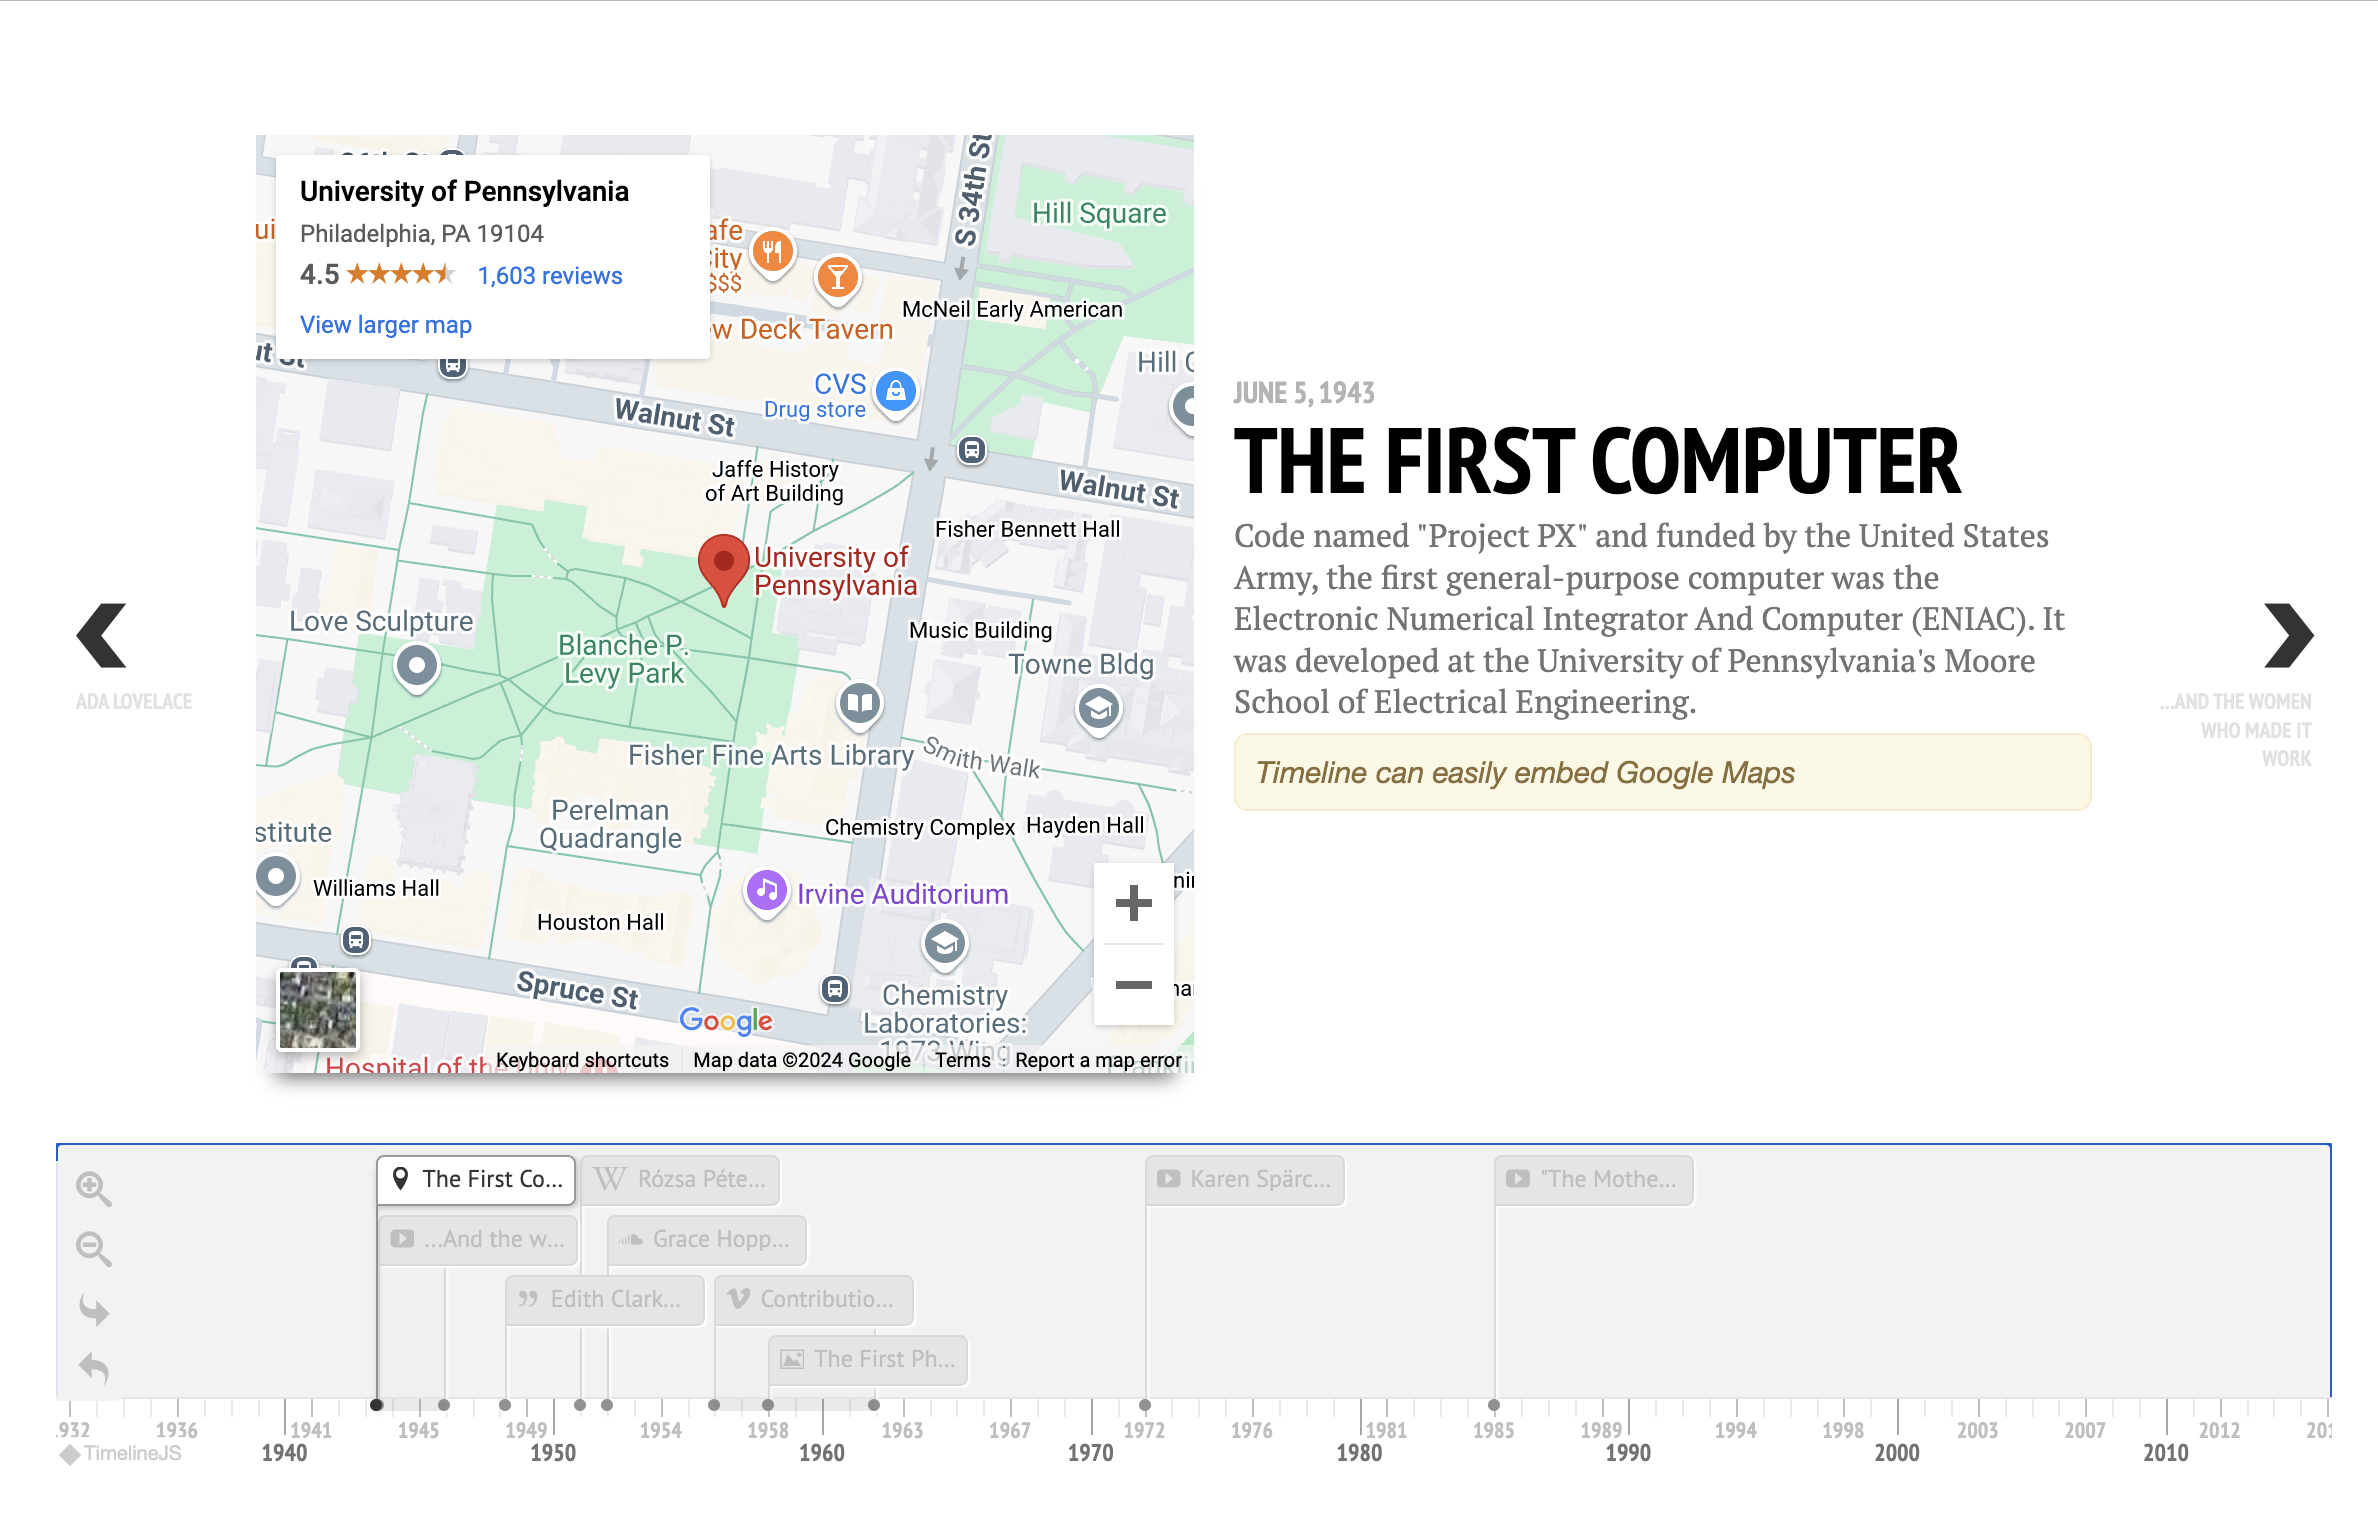 University of Pennsylvania
Philadelphia, PA 19104
4.5
1,603 reviews
View larger map
S 34th St
Hill Square
$$$
McNeil Early American
Deck Tavern
Hill
CVS
Drug store
Walnut St
Jaffe History
of Art Building
Walnut St
Fisher Bennett Hall
University of
Pennsylvania
Love Sculpture
Music Building
Blanche P.
Levy Park
Towne Bldg
Fisher Fine Arts Library
Smith Walk
Perelman
Quadrangle
Chemistry Complex
Hayden Hall
stitute
Williams Hall
Irvine Auditorium
Houston Hall
Spruce St
Chemistry
Laboratories:
1973 Wing
Google
Hospital of the
Keyboard shortcuts
Map data ©2024 Google
Terms
Report a map error
JUNE 5, 1943
THE FIRST COMPUTER
Code named "Project PX" and funded by the United States
Army, the first general-purpose computer was the
Electronic Numerical Integrator And Computer (ENIAC). It
was developed at the University of Pennsylvania's Moore
School of Electrical Engineering.
Timeline can easily embed Google Maps
ADA LOVELACE
...AND THE WOMEN
WHO MADE IT
WORK
The First Co...
Rózsa Péte...
Karen Spärc...
"The Mothe...
...And the w...
Grace Hopp...
Edith Clark...
Contributio...
The First Ph...
1932 1936 1941 1945 1949 1954 1958 1963 1967 1972 1976 1981 1985 1989 1994 1998 2003 2007 2012
TimelineJS
1940 1950 1960 1970 1980 1990 2000 2010